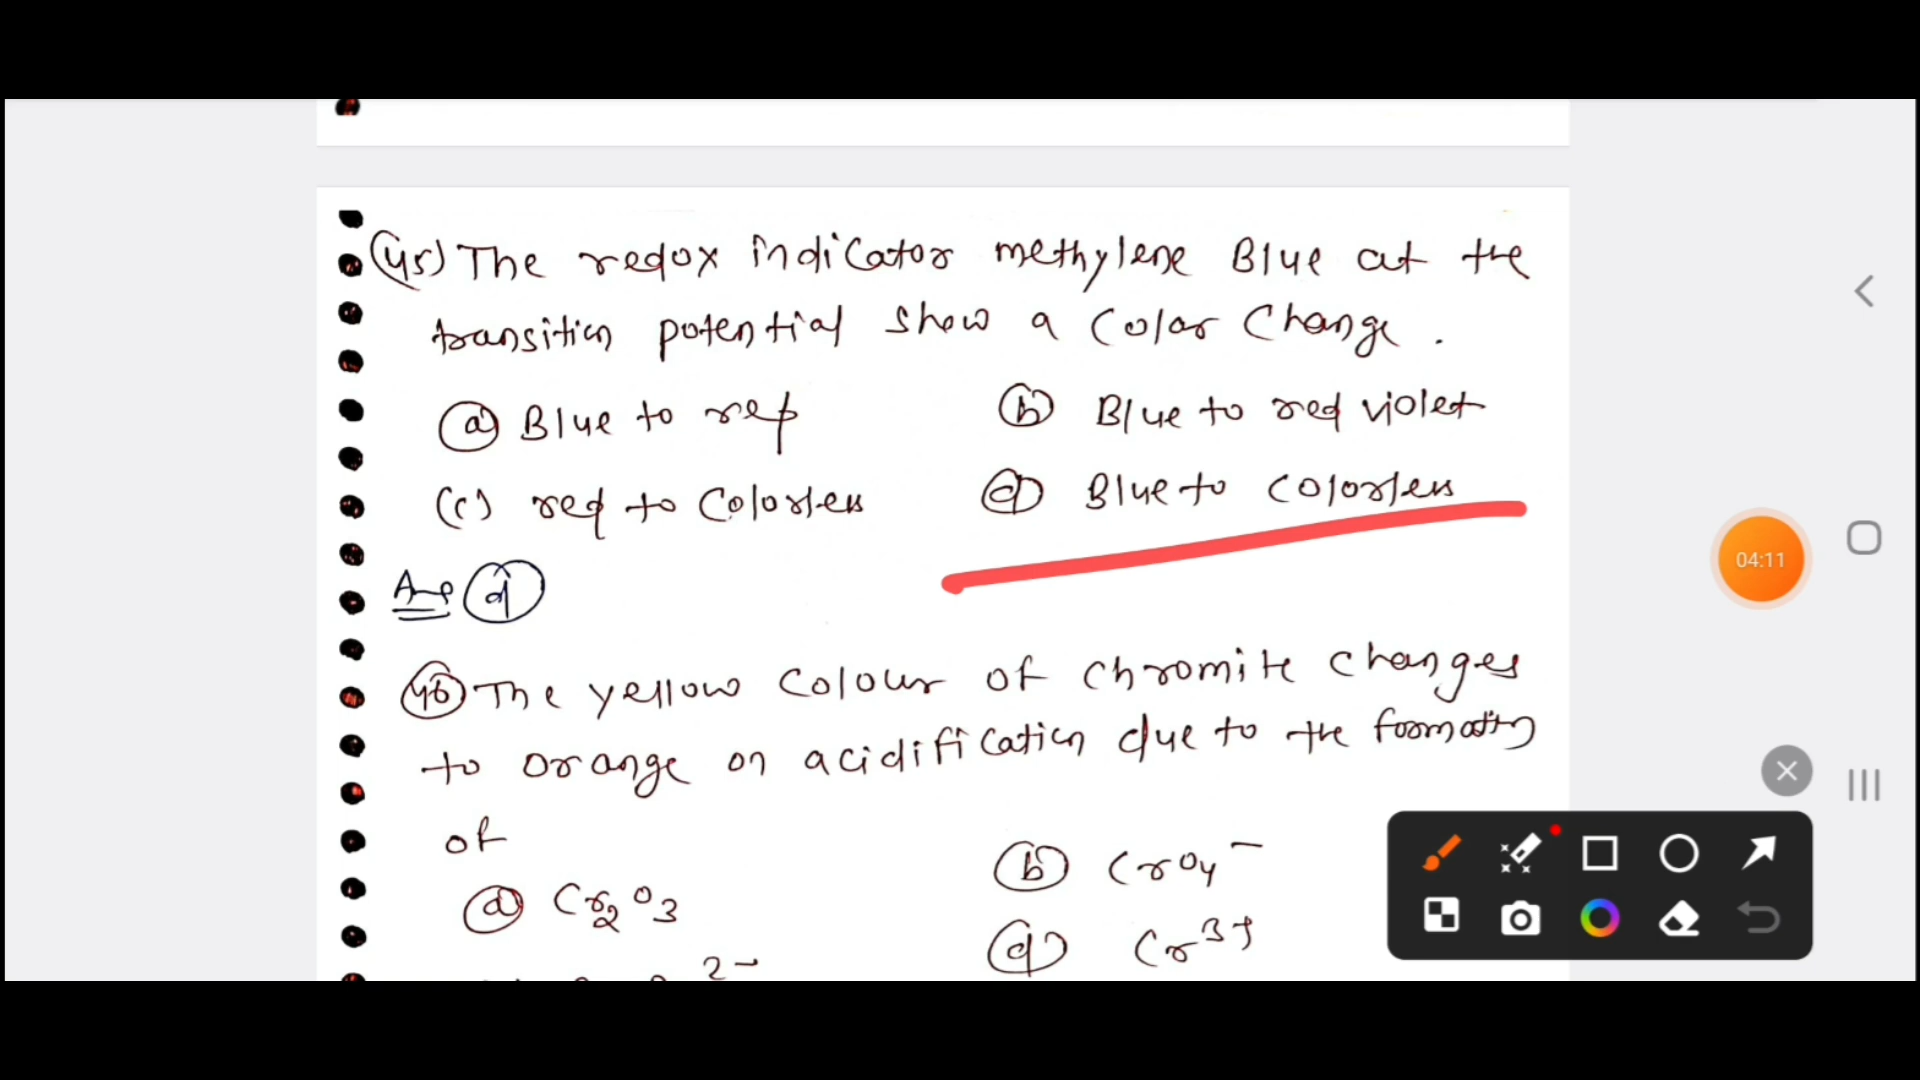 (45) The redox indicator methylene Blue at the
transition potential show a Color Change .
(a) Blue to red (b) Blue to red violet
(c) red to Colorless (d) Blue to Colorless
Ans (d)
(46) The yellow Colour of chromite changes
to orange on acidification due to the formation
of
(a) Cr2O3 (b) CrO4-
(d) Cr3+
2-
04:11